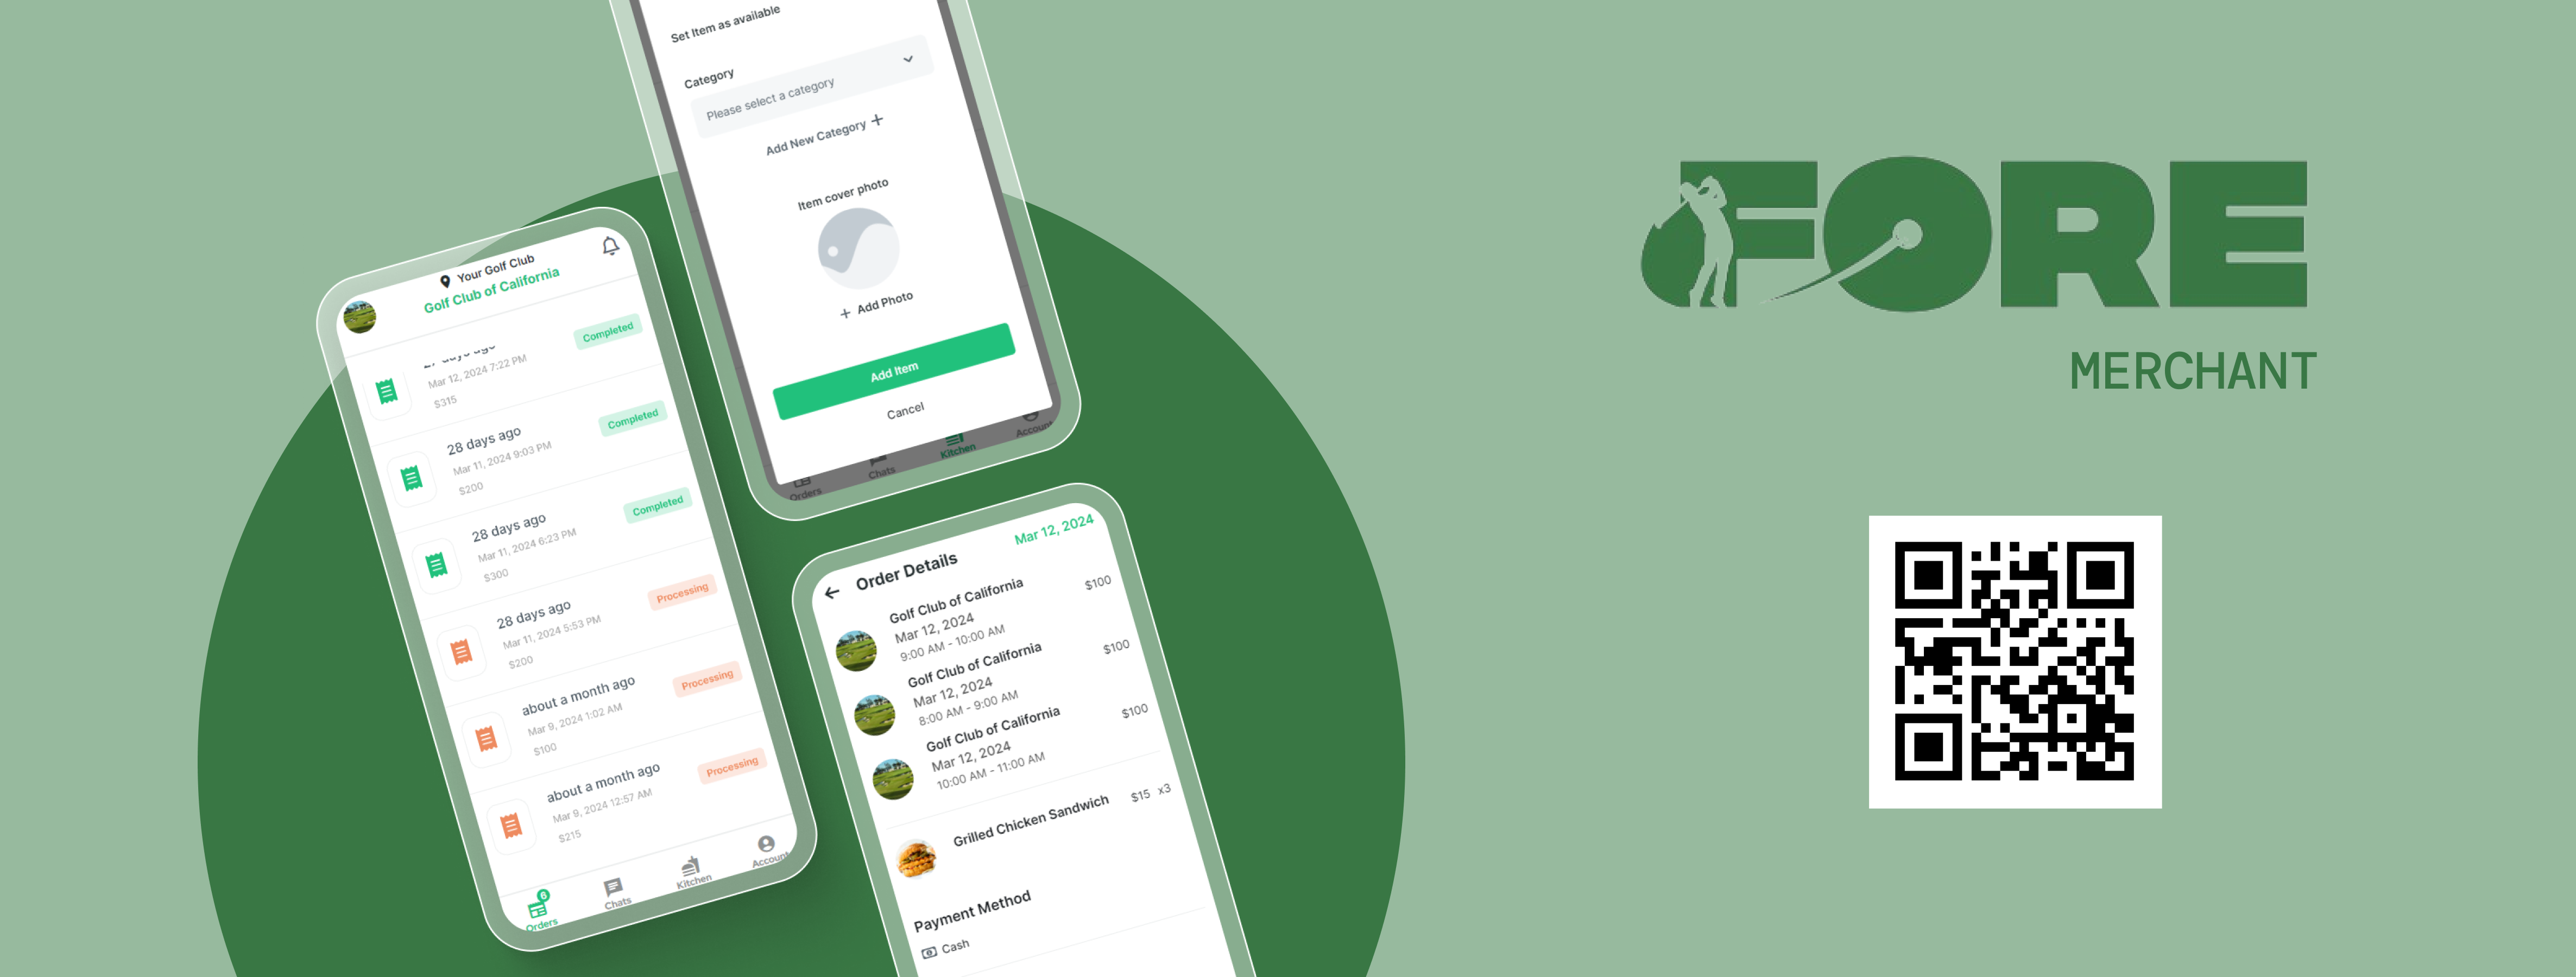 Set Item as available
Category
Please select a category
Add New Category +
Item cover photo
+ Add Photo
Add Item
Cancel
Orders
Chats
Kitchen
Account
Your Golf Club
Golf Club of California
Completed
Mar 12, 2024 7:22 PM
$315
28 days ago
Completed
Mar 11, 2024 9:03 PM
$200
28 days ago
Completed
Mar 11, 2024 6:23 PM
$300
28 days ago
Processing
Mar 11, 2024 5:53 PM
$200
about a month ago
Processing
Mar 9, 2024 1:02 AM
$100
about a month ago
Processing
Mar 9, 2024 12:57 AM
$215
6
Orders
Chats
Kitchen
Account
Order Details
Mar 12, 2024
Golf Club of California
$100
Mar 12, 2024
9:00 AM - 10:00 AM
Golf Club of California
$100
Mar 12, 2024
8:00 AM - 9:00 AM
Golf Club of California
$100
Mar 12, 2024
10:00 AM - 11:00 AM
Grilled Chicken Sandwich
$15 x3
Payment Method
Cash
FORE
MERCHANT